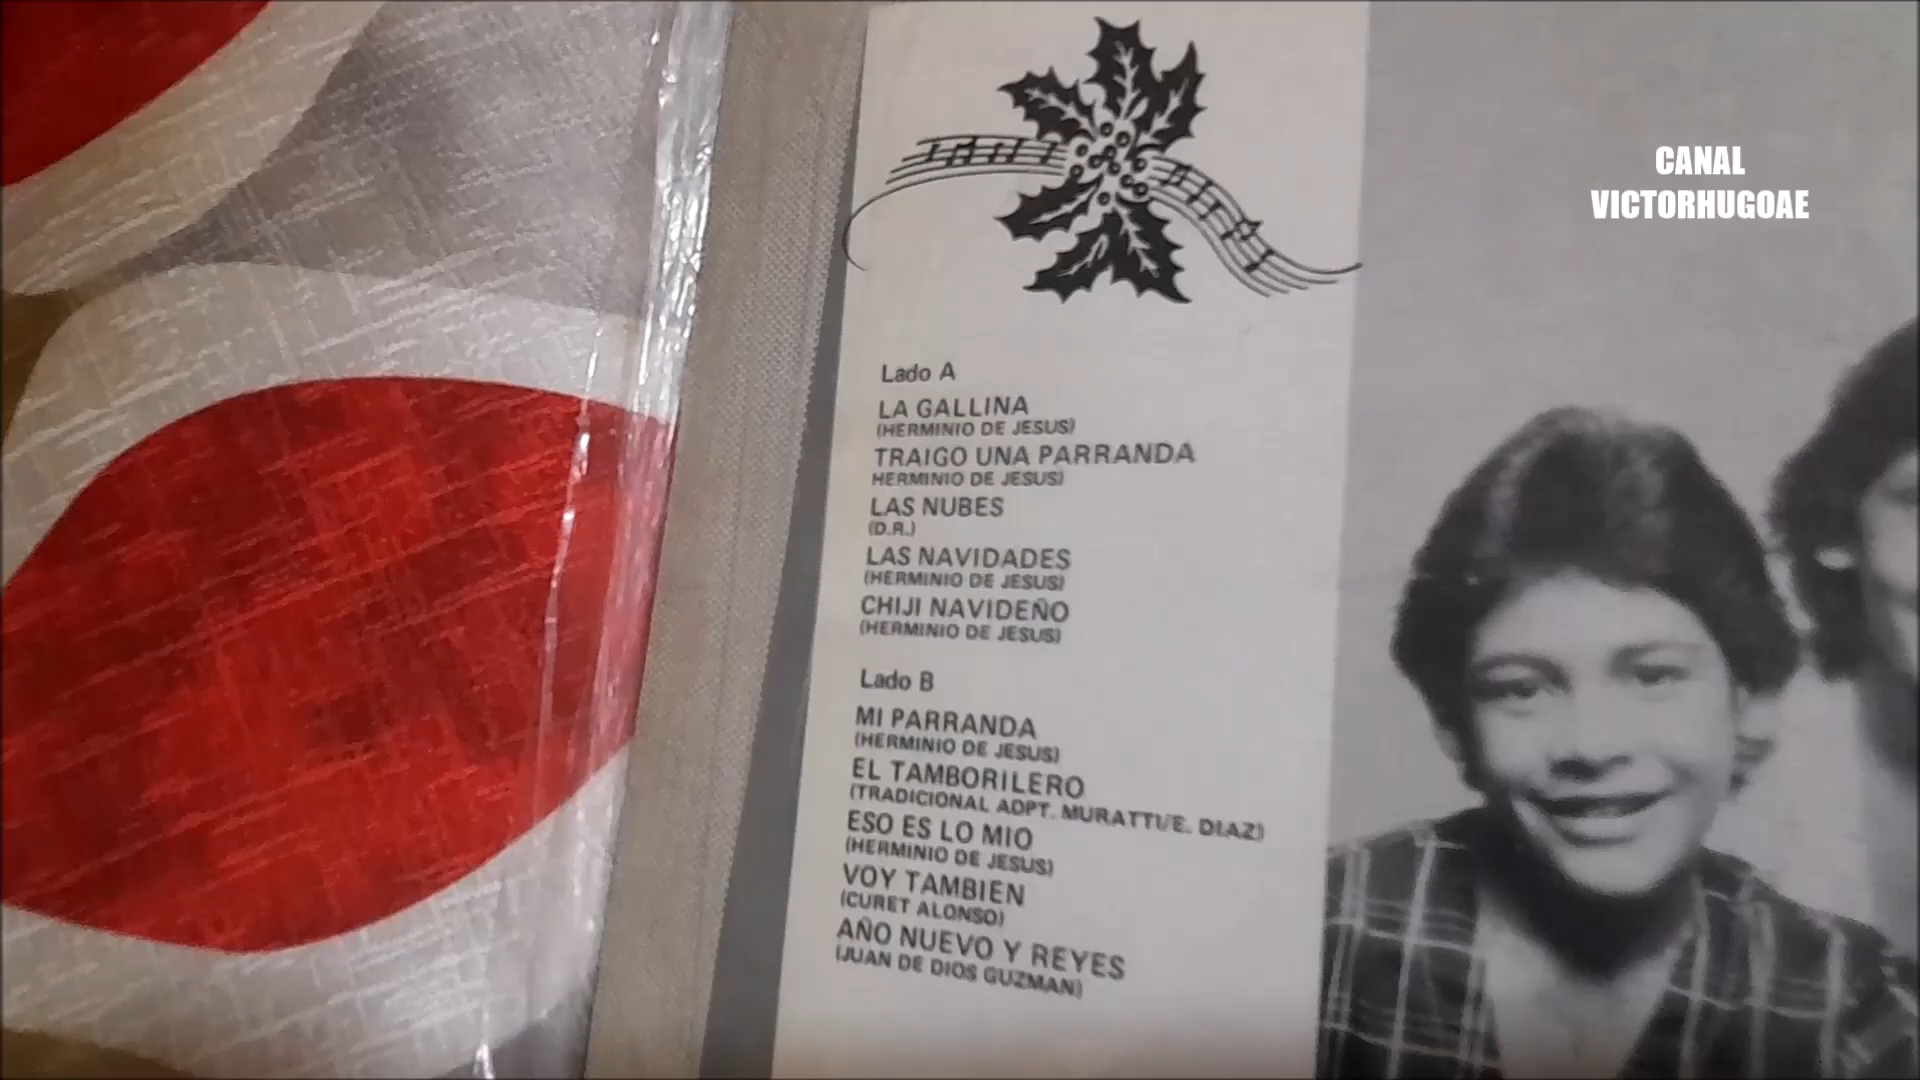 CANAL
VICTORHUGOAE
Lado A
LA GALLINA
(HERMINIO DE JESUS)
TRAIGO UNA PARRANDA
HERMINIO DE JESUS)
LAS NUBES
(D.R.)
LAS NAVIDADES
(HERMINIO DE JESUS)
CHIJI NAVIDEÑO
(HERMINIO DE JESUS)
Lado B
MI PARRANDA
(HERMINIO DE JESUS)
EL TAMBORILERO
(TRADICIONAL ADPT. MURATTI/E. DIAZ)
ESO ES LO MIO
(HERMINIO DE JESUS)
VOY TAMBIEN
(CURET ALONSO)
AÑO NUEVO Y REYES
(JUAN DE DIOS GUZMAN)